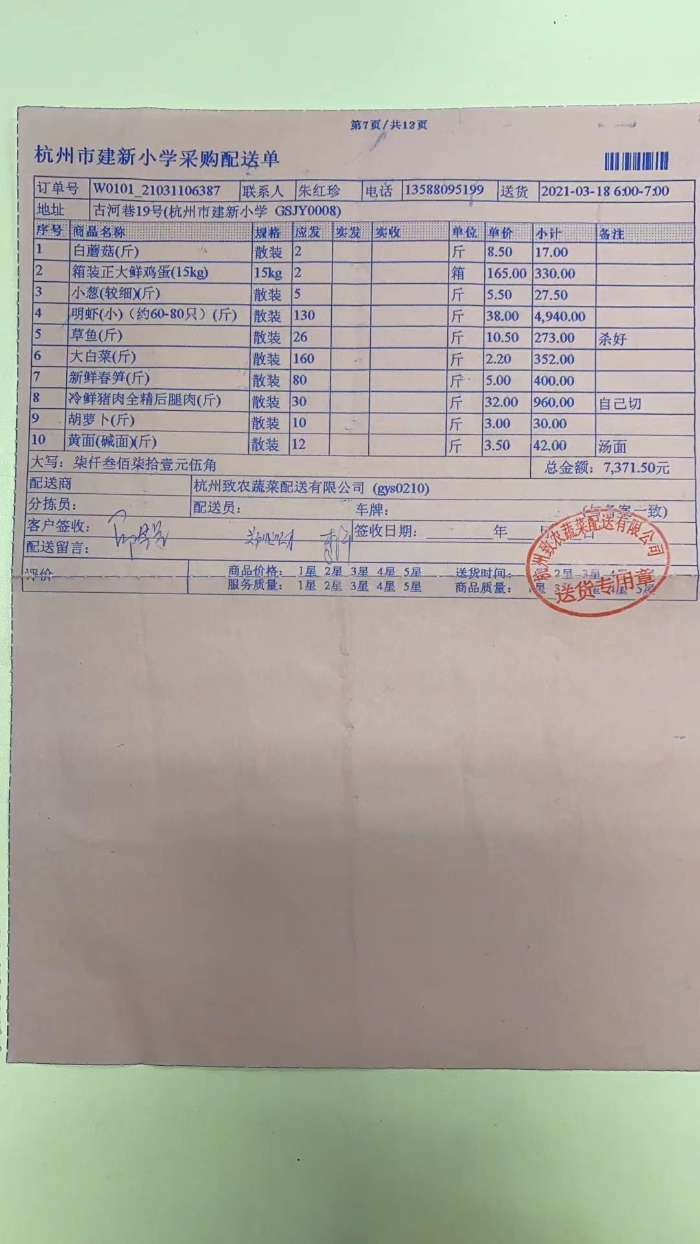 第7页/共12页
杭州市建新小学采购配送单
订单号 W0101_21031106387 联系人 朱红珍 电话 13588095199 送货 2021-03-18 6:00-7:00
地址 古河巷19号(杭州市建新小学 GSJY0008)
序号 商品名称 规格 应发 实发 实收 单位 单价 小计 备注
1 白蘑菇(斤) 散装 2 斤 8.50 17.00
2 箱装正大鲜鸡蛋(15kg) 15kg 2 箱 165.00 330.00
3 小葱(较细)(斤) 散装 5 斤 5.50 27.50
4 明虾(小)（约60-80只）(斤) 散装 130 斤 38.00 4,940.00
5 草鱼(斤) 散装 26 斤 10.50 273.00 杀好
6 大白菜(斤) 散装 160 斤 2.20 352.00
7 新鲜春笋(斤) 散装 80 斤 5.00 400.00
8 冷鲜猪肉全精后腿肉(斤) 散装 30 斤 32.00 960.00 自己切
9 胡萝卜(斤) 散装 10 斤 3.00 30.00
10 黄面(碱面)(斤) 散装 12 斤 3.50 42.00 汤面
大写：柒仟叁佰柒拾壹元伍角 总金额：7,371.50元
配送商 杭州致农蔬菜配送有限公司 (gys0210)
分拣员： 配送员： 车牌： 备案一致)
客户签收： 签收日期： 年
配送留言：
评价 商品价格： 1星 2星 3星 4星 5星 送货时间： 2星
服务质量： 1星 2星 3星 4星 5星 商品质量： 5星
杭州致农蔬菜配送有限公司
送货专用章